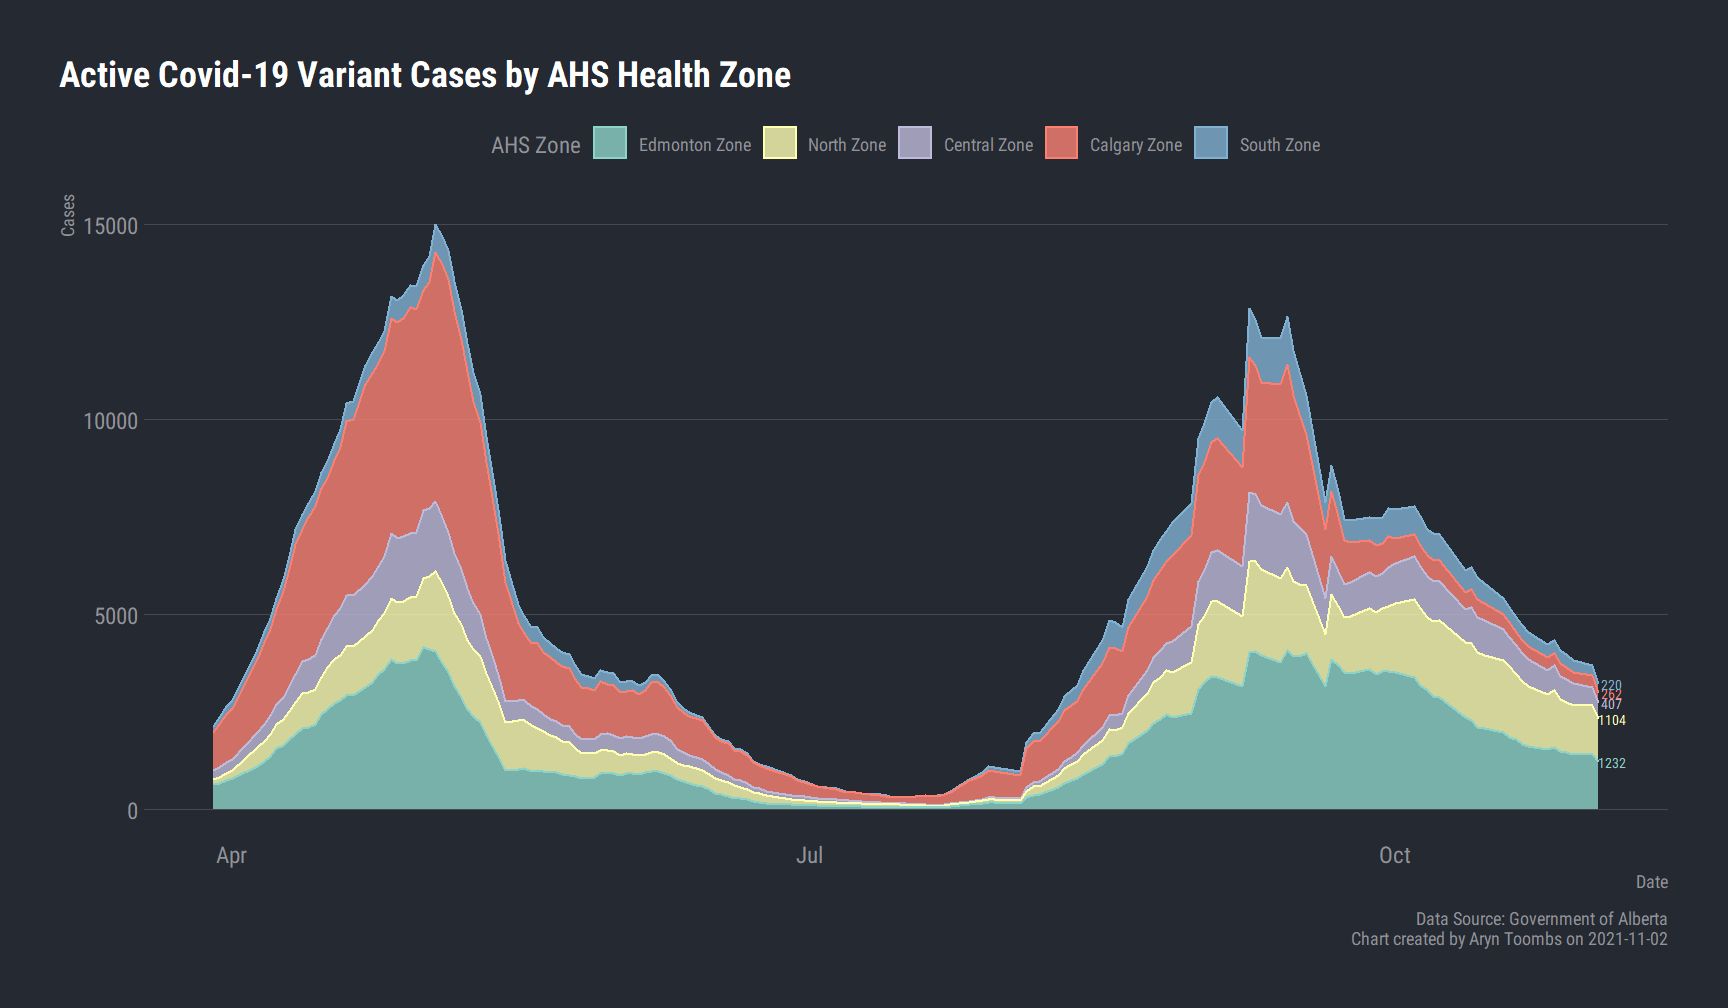 Active Covid-19 Variant Cases by AHS Health Zone
AHS Zone Edmonton Zone North Zone Central Zone Calgary Zone South Zone
Cases
15000
10000
5000
0
220
262
407
1104
1232
Apr Jul Oct
Date
Data Source: Government of Alberta
Chart created by Aryn Toombs on 2021-11-02